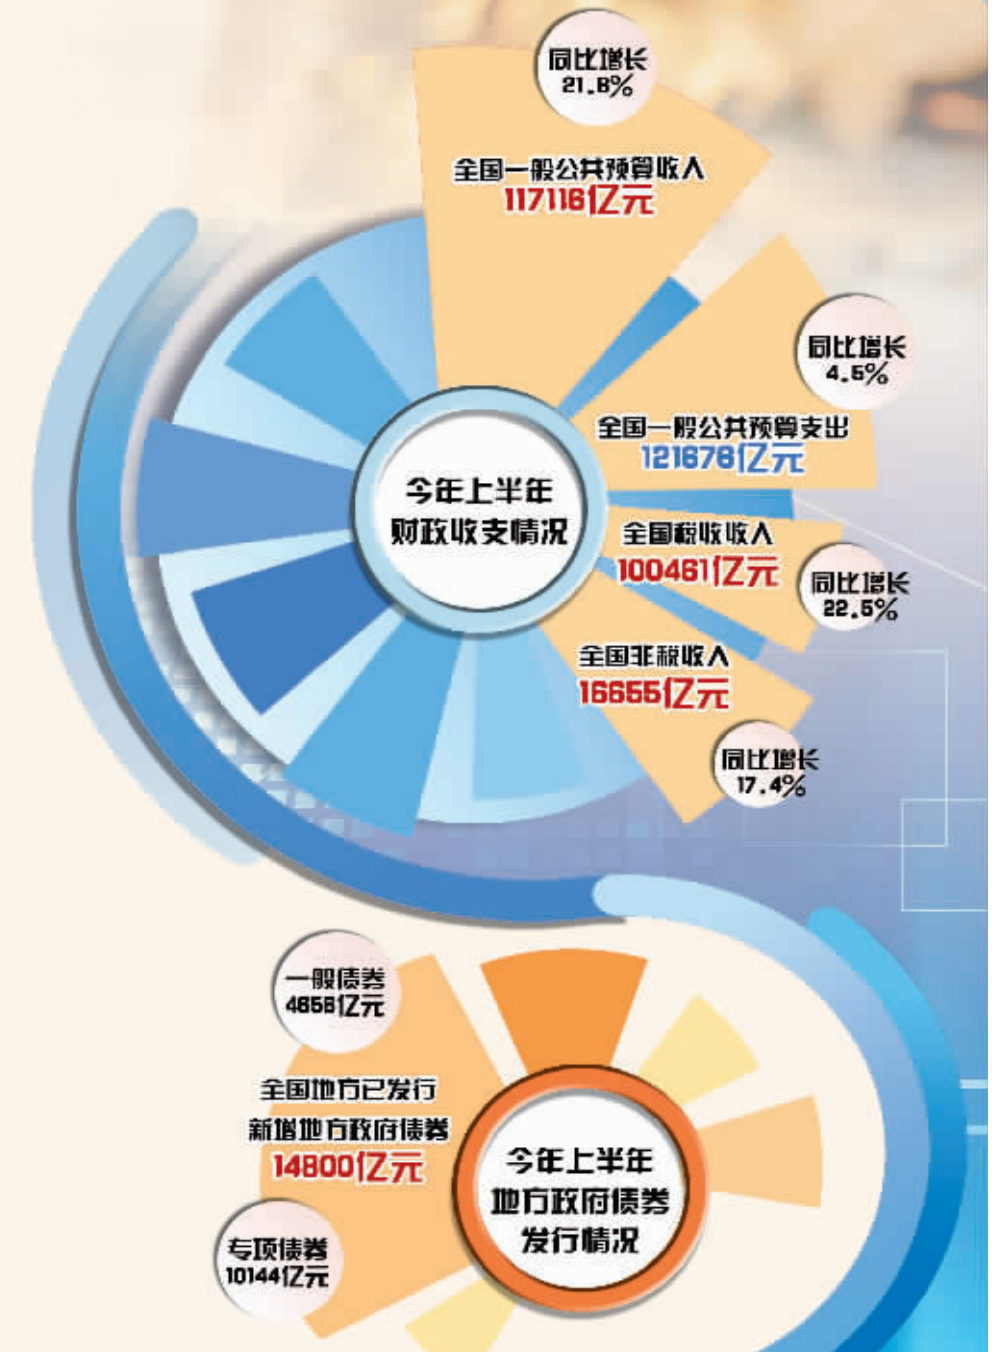 同比增长
21.8%
全国一般公共预算收入
117116亿元
同比增长
4.5%
全国一般公共预算支出
121676亿元
今年上半年
财政收支情况
全国税收收入
100461亿元
同比增长
22.5%
全国非税收入
16655亿元
同比增长
17.4%
一般债券
4656亿元
全国地方已发行
新增地方政府债券
14800亿元
今年上半年
地方政府债券
发行情况
专项债券
10144亿元